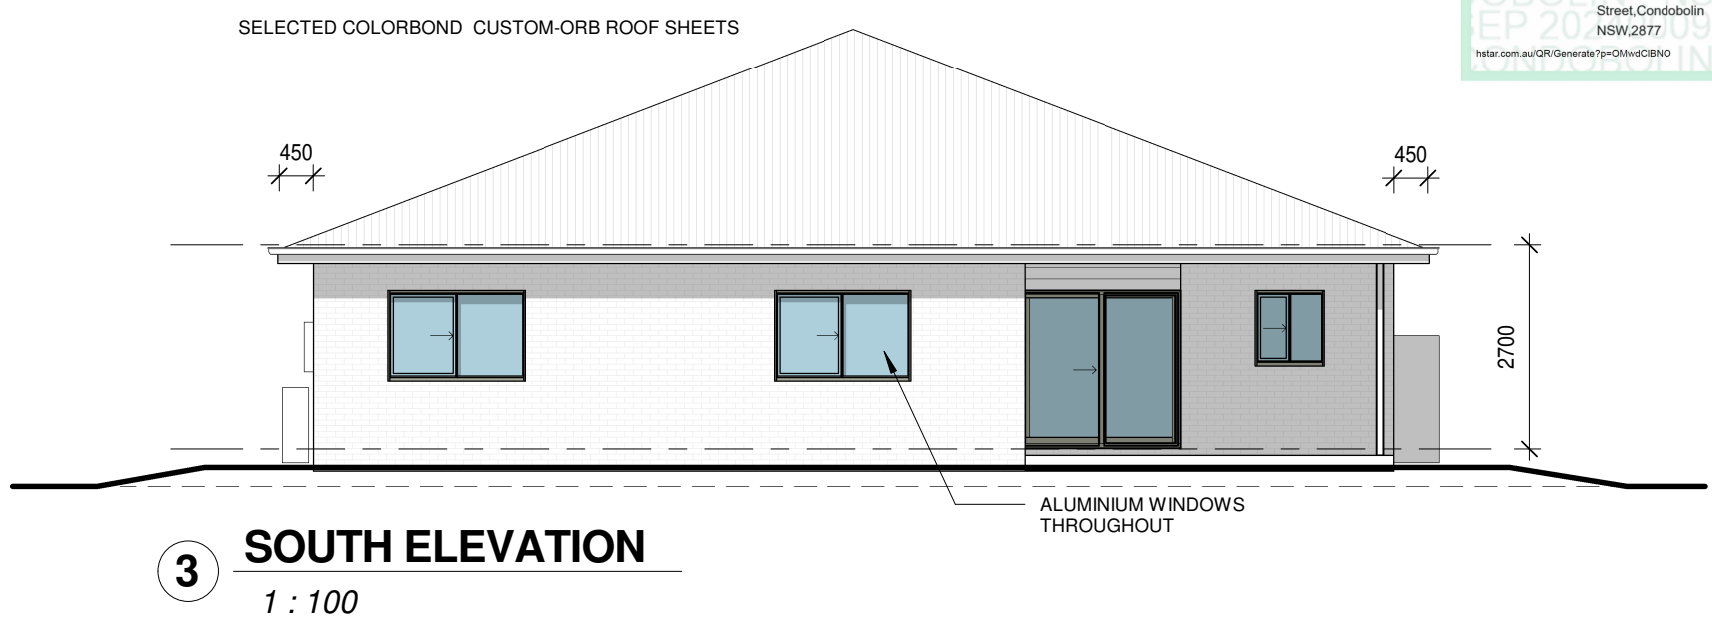 SELECTED COLORBOND CUSTOM-ORB ROOF SHEETS
Street,Condobolin
NSW,2877
hstar.com.au/QR/Generate?p=OMwdCIBNO
450
450
2700
ALUMINIUM WINDOWS
THROUGHOUT
3
SOUTH ELEVATION
1 : 100